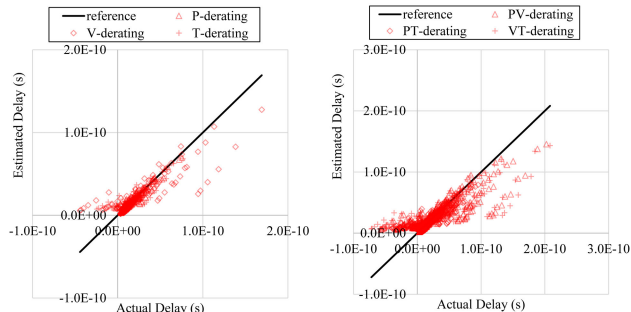 reference P-derating
V-derating T-derating
2.0E-10
1.0E-10
0.0E+00
-1.0E-10 0.0E+00 1.0E-10 2.0E-10
-1.0E-10
Estimated Delay (s)
Actual Delay (s)
reference PV-derating
PT-derating VT-derating
3.0E-10
2.0E-10
1.0E-10
0.0E+00
-1.0E-10 0.0E+00 1.0E-10 2.0E-10 3.0E-10
-1.0E-10
Estimated Delay (s)
Actual Delay (s)